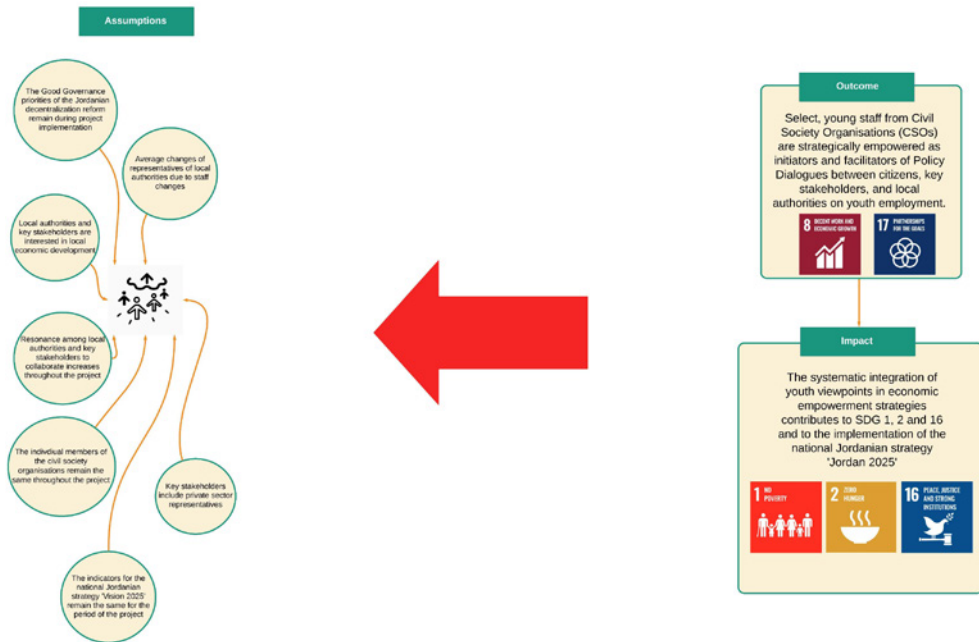 Assumptions
The Good Governance
priorities of the Jordanian
decentralization reform
remain during project
implementation
Average changes of
representatives of local
authorities due to staff
changes
Local authorities and
key stakeholders are
interested in local
economic development
Resonance among local
authorities and key
stakeholders to
collaborate increases
throughout the project
The indivdiual members of
the civil society
organisations remain the
same throughout the project
Key stakeholders
include private sector
representatives
The indicators for the
national Jordanian
strategy 'Vision 2025'
remain the same for the
period of the project
Outcome
Select, young staff from Civil
Society Organisations (CSOs)
are strategically empowered as
initiators and facilitators of Policy
Dialogues between citizens, key
stakeholders, and local
authorities on youth employment.
8 DECENT WORK AND
ECONOMIC GROWTH
17 PARTNERSHIPS
FOR THE GOALS
Impact
The systematic integration of
youth viewpoints in economic
empowerment strategies
contributes to SDG 1, 2 and 16
and to the implementation of the
national Jordanian strategy
'Jordan 2025'
1 NO
POVERTY
2 ZERO
HUNGER
16 PEACE, JUSTICE
AND STRONG
INSTITUTIONS